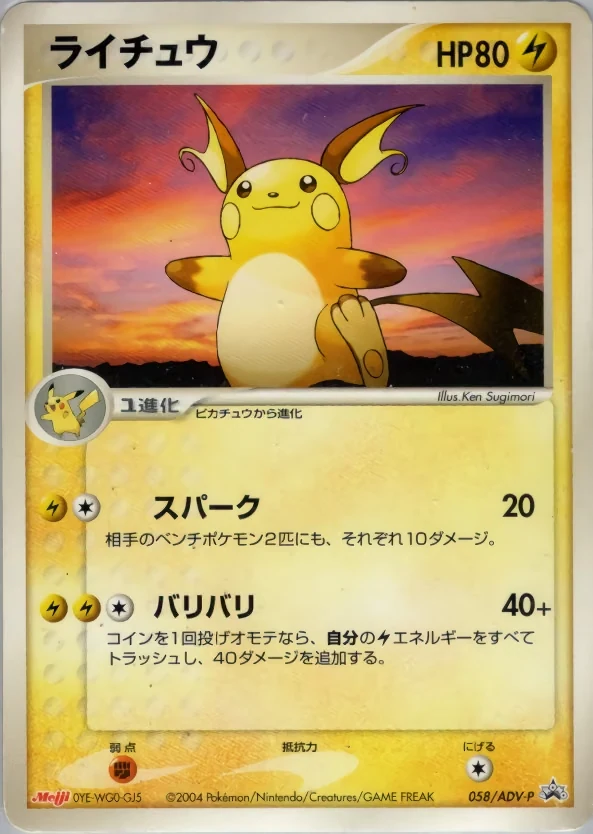 ライチュウ HP80
Illus. Ken Sugimori
1進化 ピカチュウから進化
スパーク 20
相手のベンチポケモン2匹にも、それぞれ10ダメージ。
バリバリ 40+
コインを1回投げオモテなら、自分のエネルギーをすべて
トラッシュし、40ダメージを追加する。
弱点 抵抗力 にげる
Meiji 0YE-WG0-GJ5 ©2004 Pokémon/Nintendo/Creatures/GAME FREAK 058/ADV-P